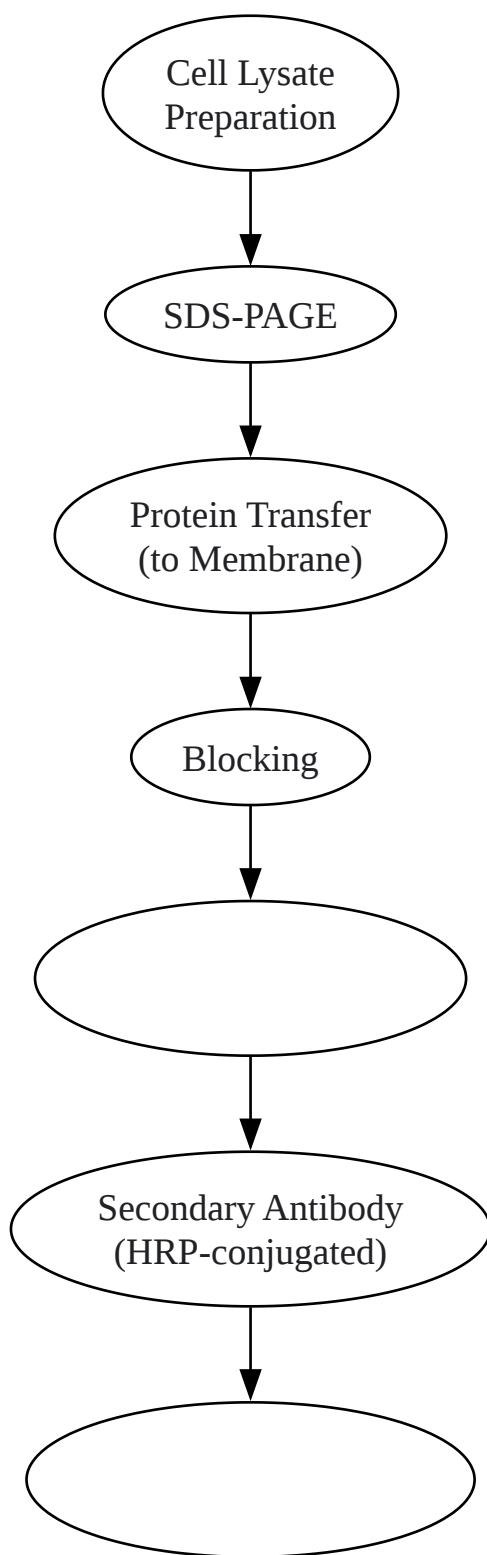 Cell Lysate
Preparation
SDS-PAGE
Protein Transfer
(to Membrane)
Blocking
Secondary Antibody
(HRP-conjugated)